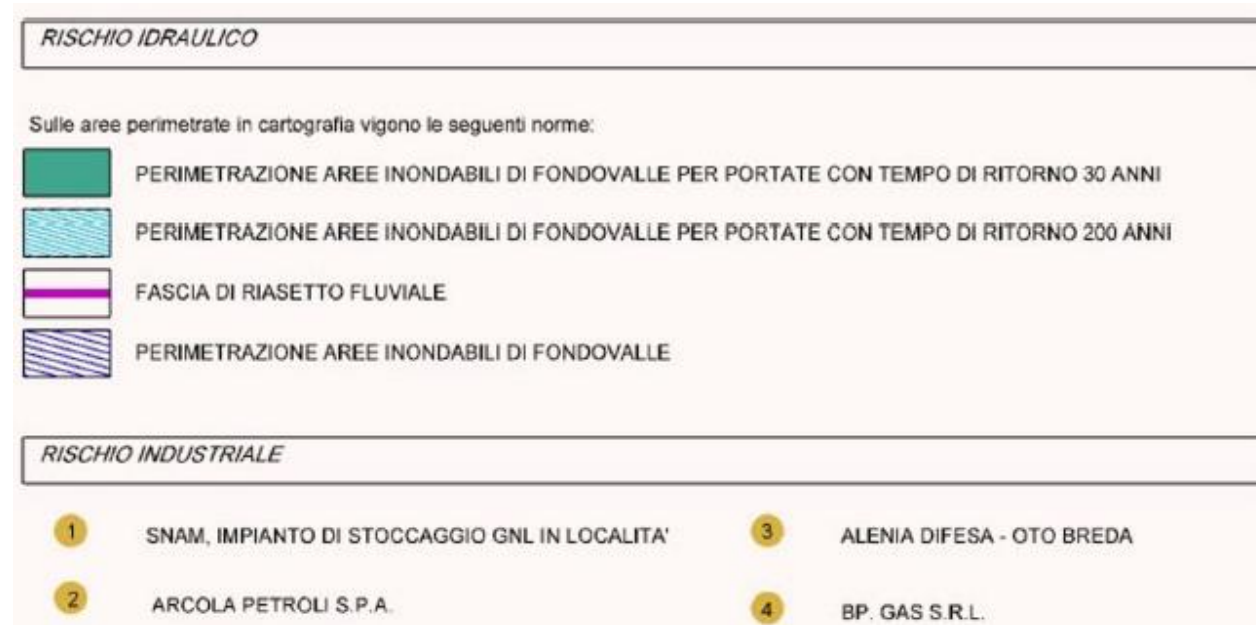 RISCHIO IDRAULICO
Sulle aree perimetrate in cartografia vigono le seguenti norme:
PERIMETRAZIONE AREE INONDABILI DI FONDOVALLE PER PORTATE CON TEMPO DI RITORNO 30 ANNI
PERIMETRAZIONE AREE INONDABILI DI FONDOVALLE PER PORTATE CON TEMPO DI RITORNO 200 ANNI
FASCIA DI RIASETTO FLUVIALE
PERIMETRAZIONE AREE INONDABILI DI FONDOVALLE
RISCHIO INDUSTRIALE
1 SNAM, IMPIANTO DI STOCCAGGIO GNL IN LOCALITA'
2 ARCOLA PETROLI S.P.A.
3 ALENIA DIFESA - OTO BREDA
4 BP. GAS S.R.L.